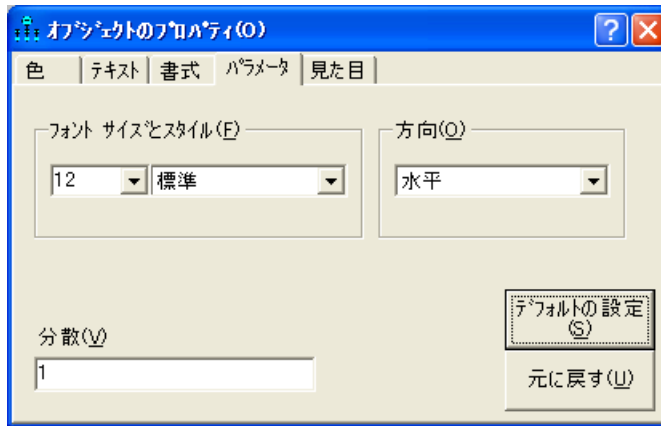 ｵﾌﾞｼﾞｪｸﾄのﾌﾟﾛﾊﾟﾃｨ(O)
色 ﾃｷｽﾄ 書式 ﾊﾟﾗﾒｰﾀ 見た目
ﾌｫﾝﾄ ｻｲｽﾞとｽﾀｲﾙ(F) 方向(O)
12 標準 水平
ﾃﾞﾌｫﾙﾄの設定
(S)
分散(V)
1
元に戻す(U)